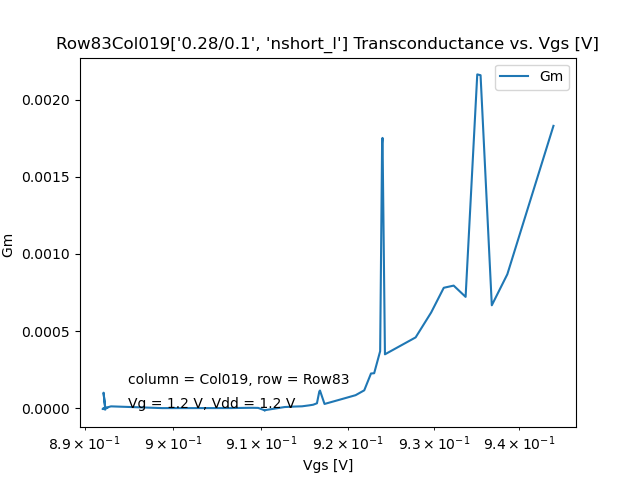 Row83Col019['0.28/0.1', 'nshort_l'] Transconductance vs. Vgs [V]
Gm
0.0020
0.0015
0.0010
0.0005
0.0000
Gm
column = Col019, row = Row83
Vg = 1.2 V, Vdd = 1.2 V
8.9 × 10⁻¹ 9 × 10⁻¹ 9.1 × 10⁻¹ 9.2 × 10⁻¹ 9.3 × 10⁻¹ 9.4 × 10⁻¹
Vgs [V]